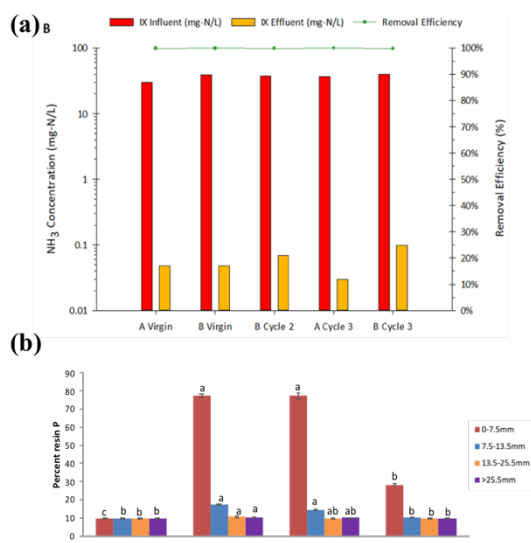 (a) B
IX Influent (mg-N/L) IX Effluent (mg-N/L) Removal Efficiency
100
10
1
0.1
0.01
NH3 Concentration (mg-N/L)
100%
90%
80%
70%
60%
50%
40%
30%
20%
10%
0%
Removal Efficiency (%)
A Virgin B Virgin B Cycle 2 A Cycle 3 B Cycle 3
(b)
Percent resin P
90
80
70
60
50
40
30
20
10
0
c b b b
a a a a
a a ab ab
b b b b
0-7.5mm
7.5-13.5mm
13.5-25.5mm
>25.5mm